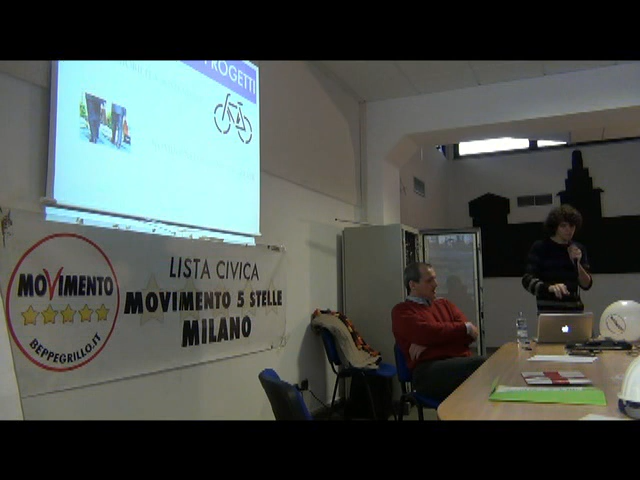 PROGETTI
MOVIMENTO
BEPPEGRILLO.IT
LISTA CIVICA
MOVIMENTO 5 STELLE
MILANO